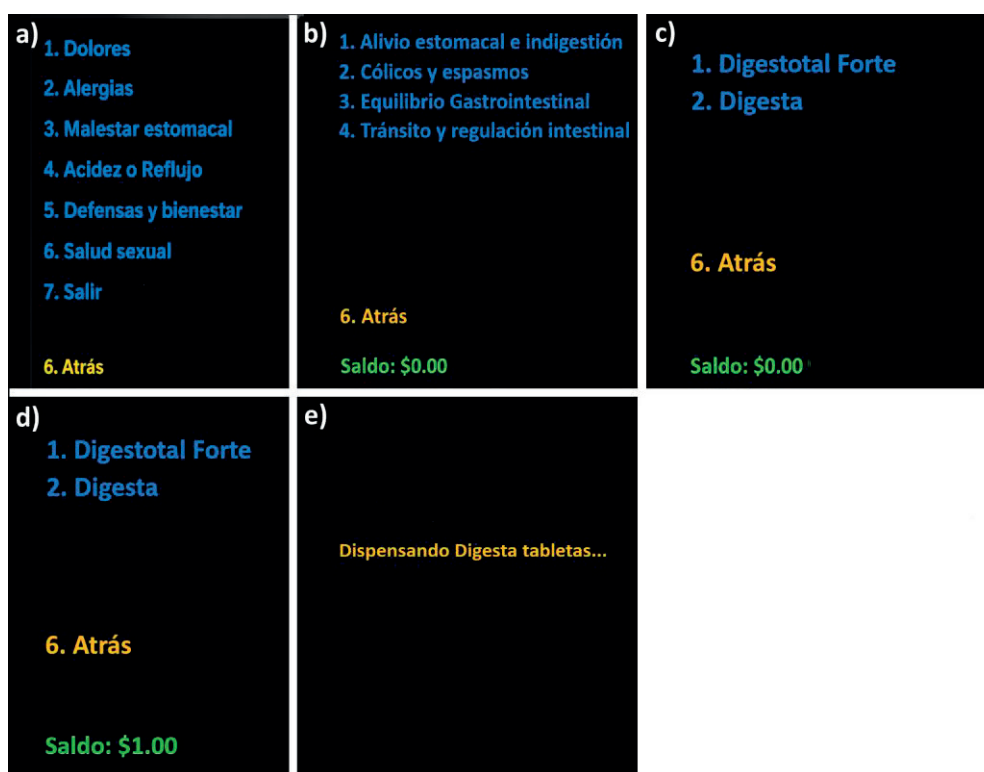 a)
1. Dolores
2. Alergias
3. Malestar estomacal
4. Acidez o Reflujo
5. Defensas y bienestar
6. Salud sexual
7. Salir
6. Atrás
b)
1. Alivio estomacal e indigestión
2. Cólicos y espasmos
3. Equilibrio Gastrointestinal
4. Tránsito y regulación intestinal
6. Atrás
Saldo: $0.00
c)
1. Digestotal Forte
2. Digesta
6. Atrás
Saldo: $0.00
d)
1. Digestotal Forte
2. Digesta
6. Atrás
Saldo: $1.00
e)
Dispensando Digesta tabletas...